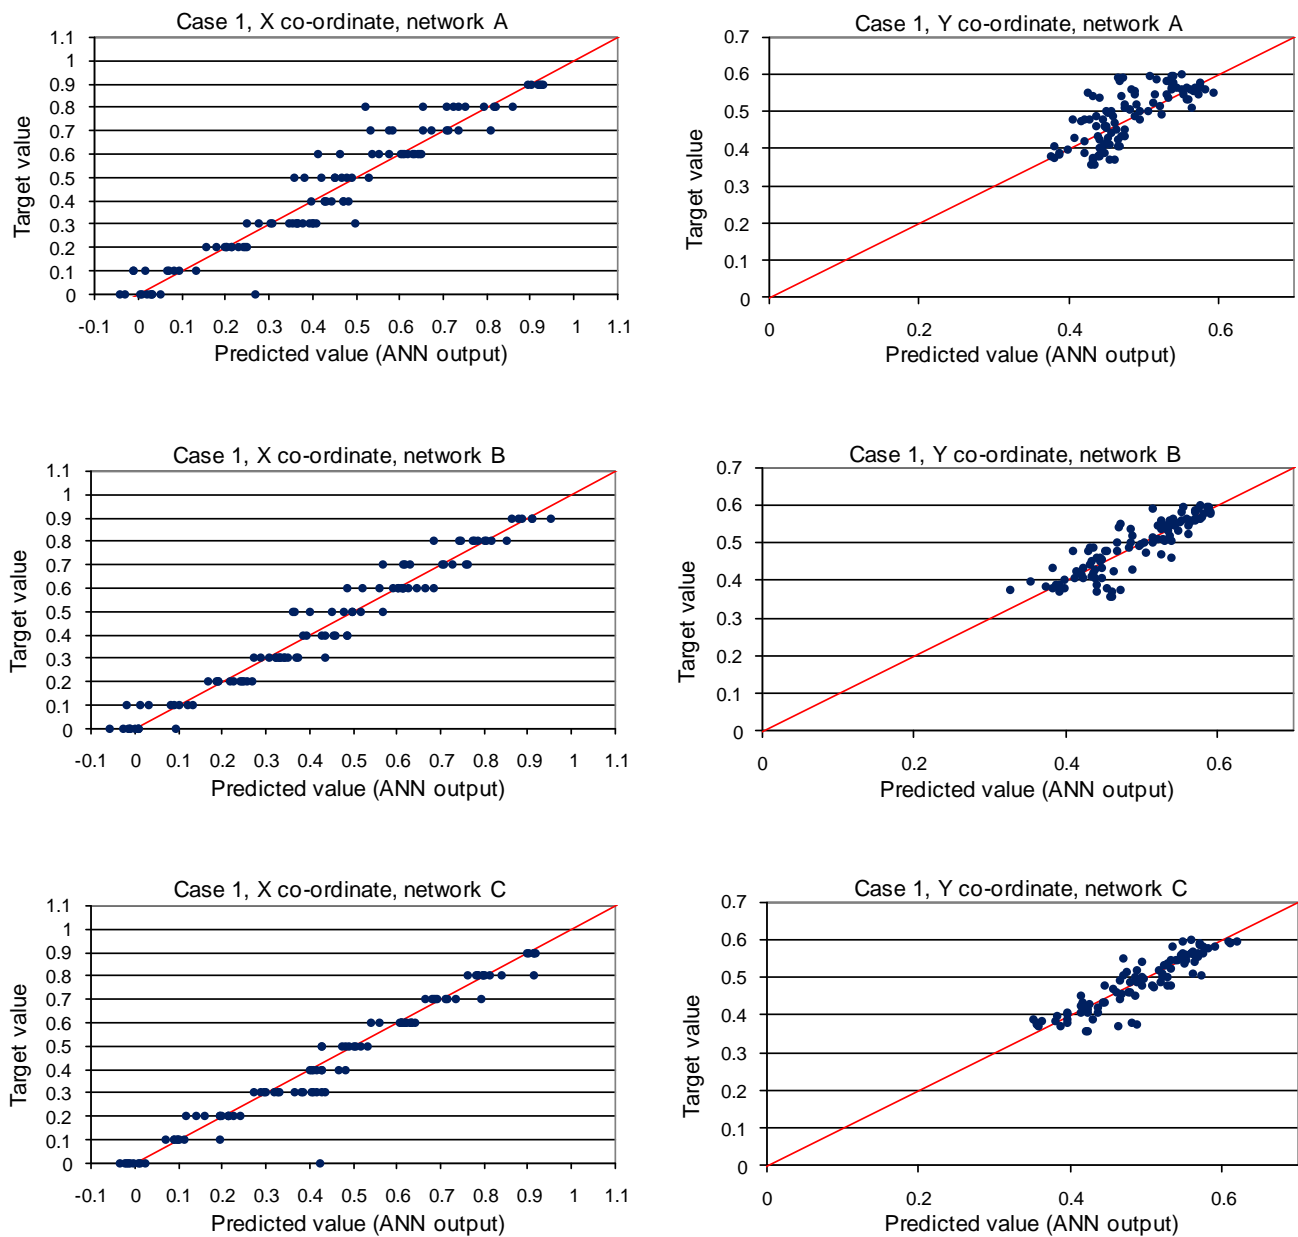 Case 1, X co-ordinate, network A
1.1
1
0.9
0.8
0.7
0.6
0.5
0.4
0.3
0.2
0.1
0
Target value
-0.1 0 0.1 0.2 0.3 0.4 0.5 0.6 0.7 0.8 0.9 1 1.1
Predicted value (ANN output)
Case 1, Y co-ordinate, network A
0.7
0.6
0.5
0.4
0.3
0.2
0.1
0
Target value
0 0.2 0.4 0.6
Predicted value (ANN output)
Case 1, X co-ordinate, network B
1.1
1
0.9
0.8
0.7
0.6
0.5
0.4
0.3
0.2
0.1
0
Target value
-0.1 0 0.1 0.2 0.3 0.4 0.5 0.6 0.7 0.8 0.9 1 1.1
Predicted value (ANN output)
Case 1, Y co-ordinate, network B
0.7
0.6
0.5
0.4
0.3
0.2
0.1
0
Target value
0 0.2 0.4 0.6
Predicted value (ANN output)
Case 1, X co-ordinate, network C
1.1
1
0.9
0.8
0.7
0.6
0.5
0.4
0.3
0.2
0.1
0
Target value
-0.1 0 0.1 0.2 0.3 0.4 0.5 0.6 0.7 0.8 0.9 1 1.1
Predicted value (ANN output)
Case 1, Y co-ordinate, network C
0.7
0.6
0.5
0.4
0.3
0.2
0.1
0
Target value
0 0.2 0.4 0.6
Predicted value (ANN output)